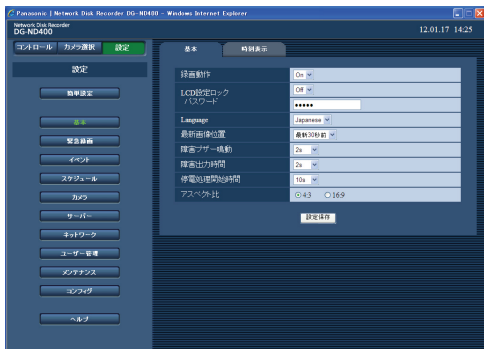 Panasonic | Network Disk Recorder DG-ND400 - Windows Internet Explorer
Network Disk Recorder
DG-ND400
12.01.17 14:25
コントロール カメラ選択 設定
基本 時刻表示
設定
簡単設定
基本
緊急録画
イベント
スケジュール
カメラ
サーバー
ネットワーク
ユーザー管理
メンテナンス
コンフィグ
ヘルプ
録画動作 On
LCD設定ロック Off
パスワード •••••
Language Japanese
最新画像位置 最新30秒前
障害ブザー鳴動 2s
障害出力時間 2s
停電処理開始時間 10s
アスペクト比 4:3 16:9
設定保存